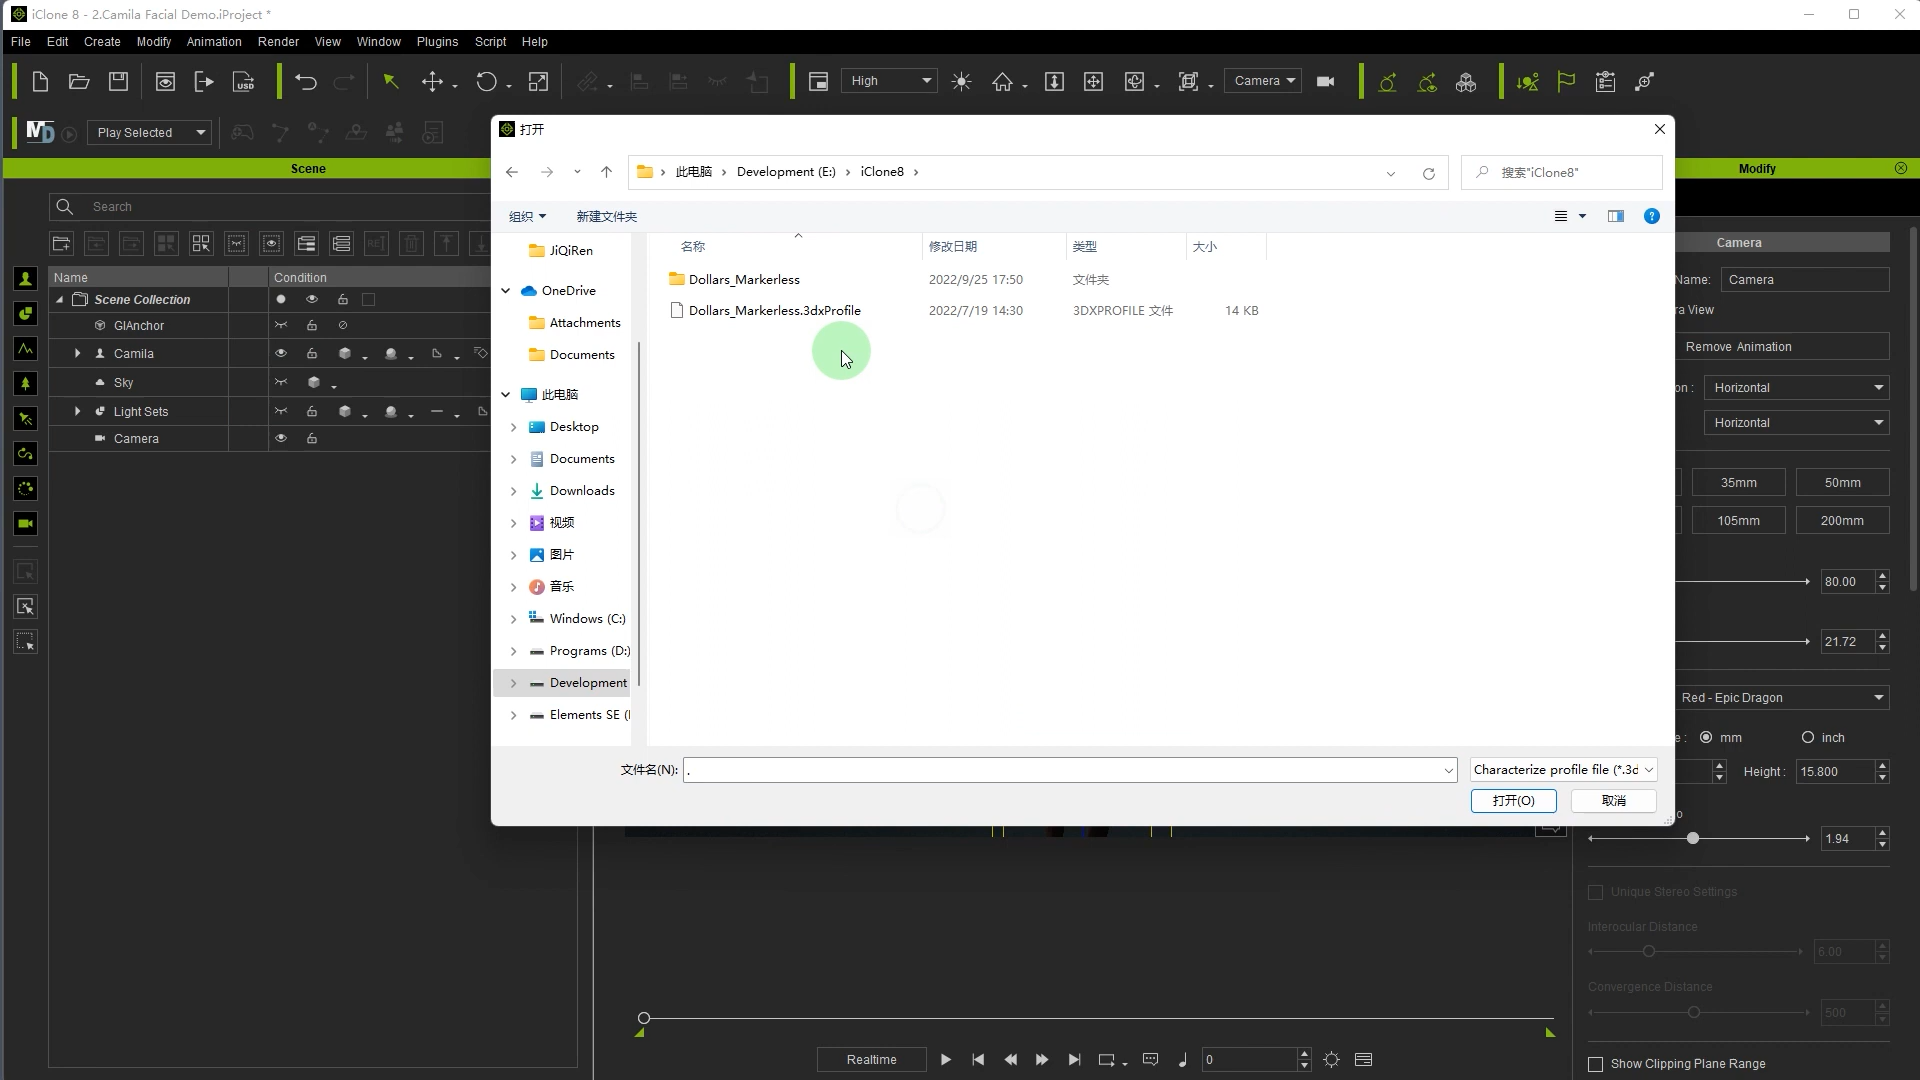 iClone 8 - 2.Camila Facial Demo.iProject *
File Edit Create Modify Animation Render View Window Plugins Script Help
USD High Camera
MD Play Selected
Scene
Search
RE
Name Condition
Scene Collection
GIAnchor
Camila
Sky
Light Sets
Camera
打开
此电脑 Development (E:) iClone8
搜索"iClone8"
组织 新建文件夹
JiQiRen
OneDrive
Attachments
Documents
此电脑
Desktop
Documents
Downloads
视频
图片
音乐
Windows (C:)
Programs (D:)
Development
Elements SE (
名称 修改日期 类型 大小
Dollars_Markerless 2022/9/25 17:50 文件夹
Dollars_Markerless.3dxProfile 2022/7/19 14:30 3DXPROFILE 文件 14 KB
文件名(N): .
Characterize profile file (*.3d
打开(O) 取消
Modify
Camera
Name: Camera
ra View
Remove Animation
on : Horizontal
Horizontal
35mm 50mm
105mm 200mm
80.00
21.72
Red - Epic Dragon
e : mm inch
Height : 15.800
o
1.94
Unique Stereo Settings
Interocular Distance
6.00
Convergence Distance
500
Show Clipping Plane Range
Realtime 0